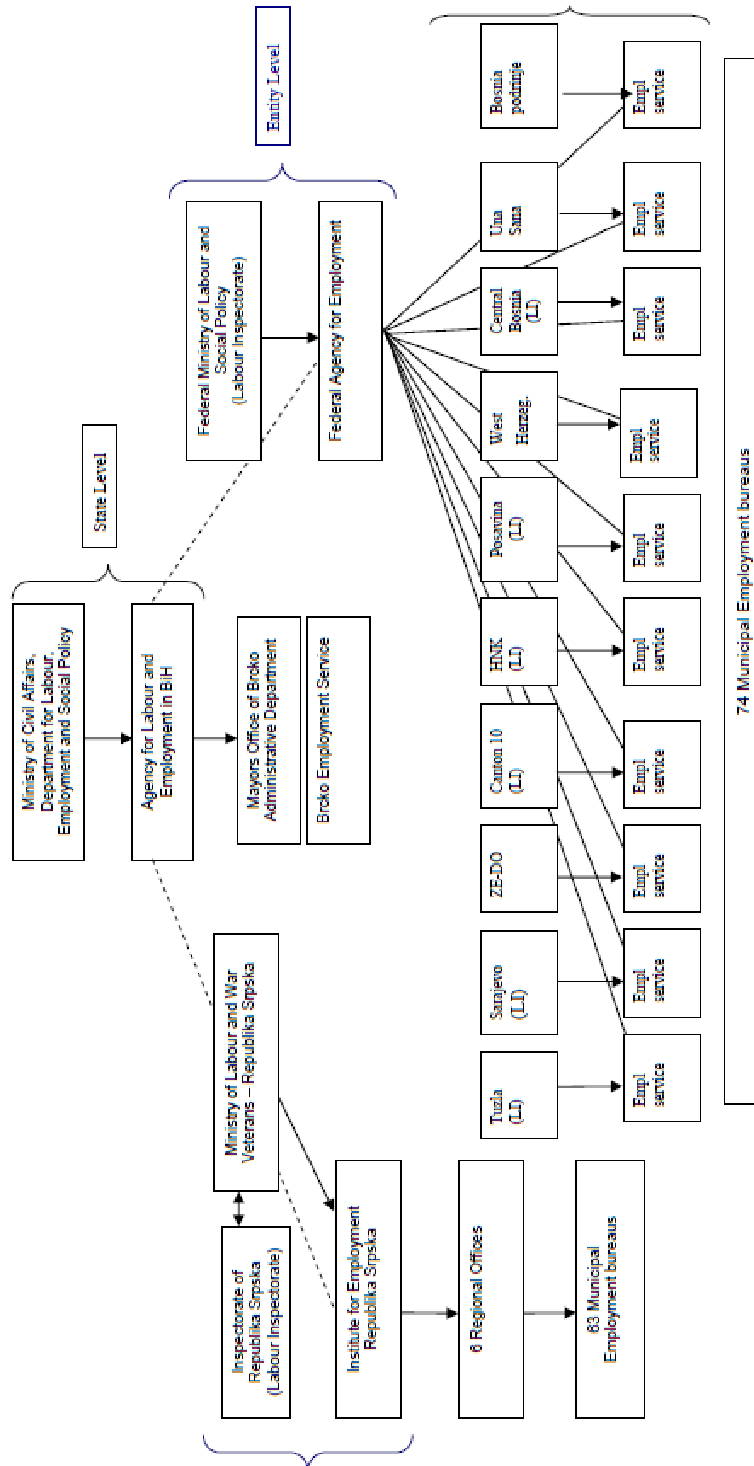 Ministry of Civil Affairs,
Department for Labour,
Employment and Social Policy
State Level
Agency for Labour and
Employment in BiH
Mayors Office of Brcko
Administrative Department
Brcko Employment Service
Entity Level
Inspectorate of
Republika Srpska
(Labour Inspectorate)
Ministry of Labour and War
Veterans – Republika Srpska
Federal Ministry of Labour and
Social Policy
(Labour Inspectorate)
Institute for Employment
Republika Srpska
Federal Agency for Employment
6 Regional Offices
63 Municipal
Employment bureaus
Tuzla
(LI)
Sarajevo
(LI)
ZE-DO
Canton 10
(LI)
HNK
(LI)
Posavina
(LI)
West
Herzeg.
Central
Bosnia
(LI)
Una
Sana
Bosnia
podrinje
Empl
service
Empl
service
Empl
service
Empl
service
Empl
service
Empl
service
Empl
service
Empl
service
Empl
service
Empl
service
74 Municipal Employment bureaus